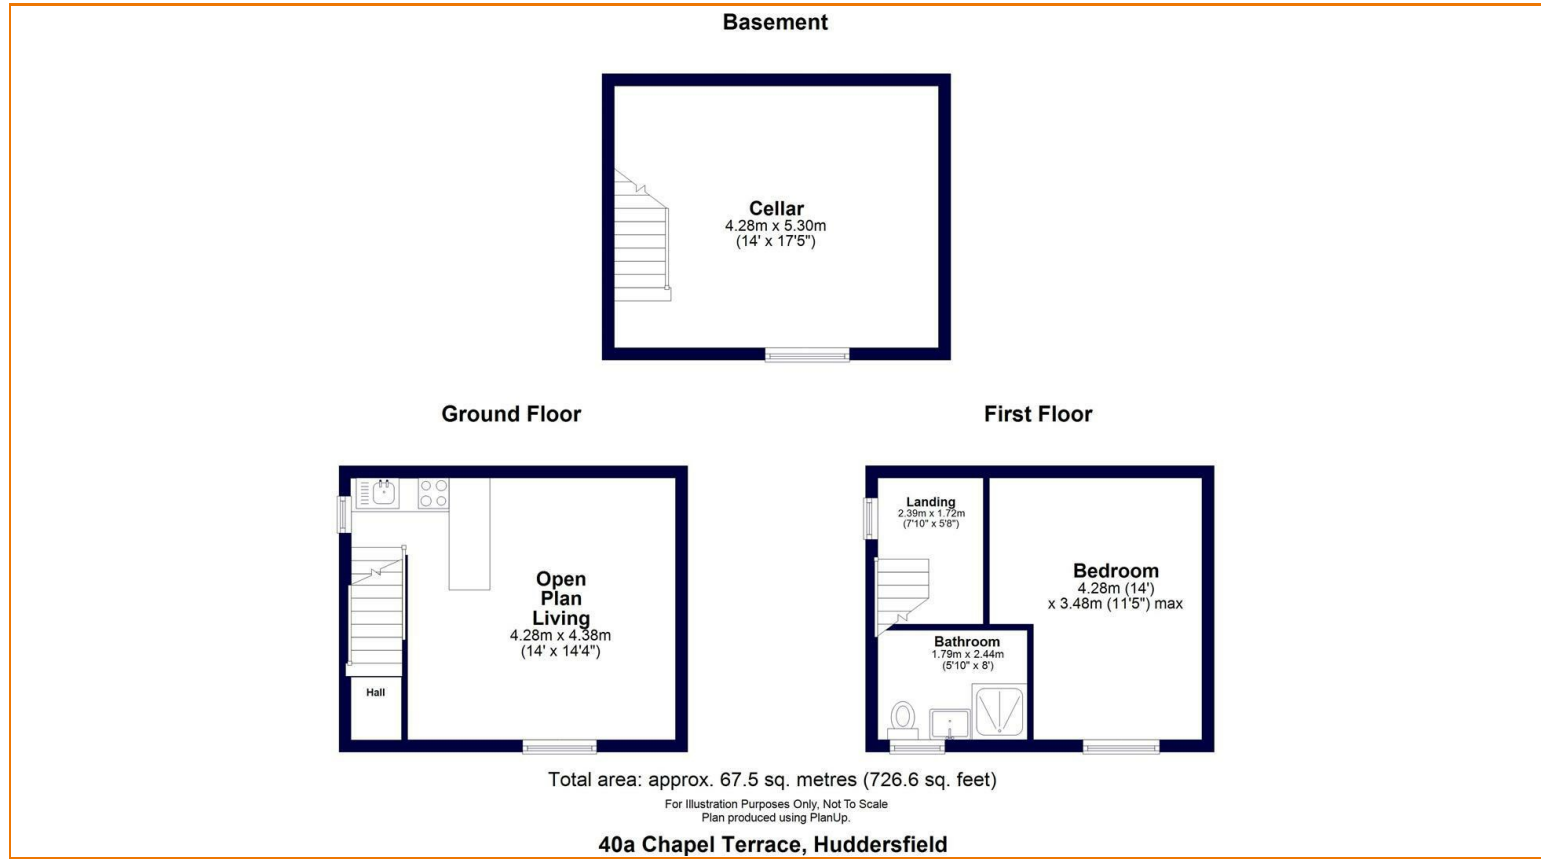 Basement
Cellar
4.28m x 5.30m
(14' x 17'5")
Ground Floor
First Floor
Open
Plan
Living
4.28m x 4.38m
(14' x 14'4")
Hall
Landing
2.39m x 1.72m
(7'10" x 5'8")
Bedroom
4.28m (14')
x 3.48m (11'5") max
Bathroom
1.79m x 2.44m
(5'10" x 8')
Total area: approx. 67.5 sq. metres (726.6 sq. feet)
For Illustration Purposes Only, Not To Scale
Plan produced using PlanUp.
40a Chapel Terrace, Huddersfield